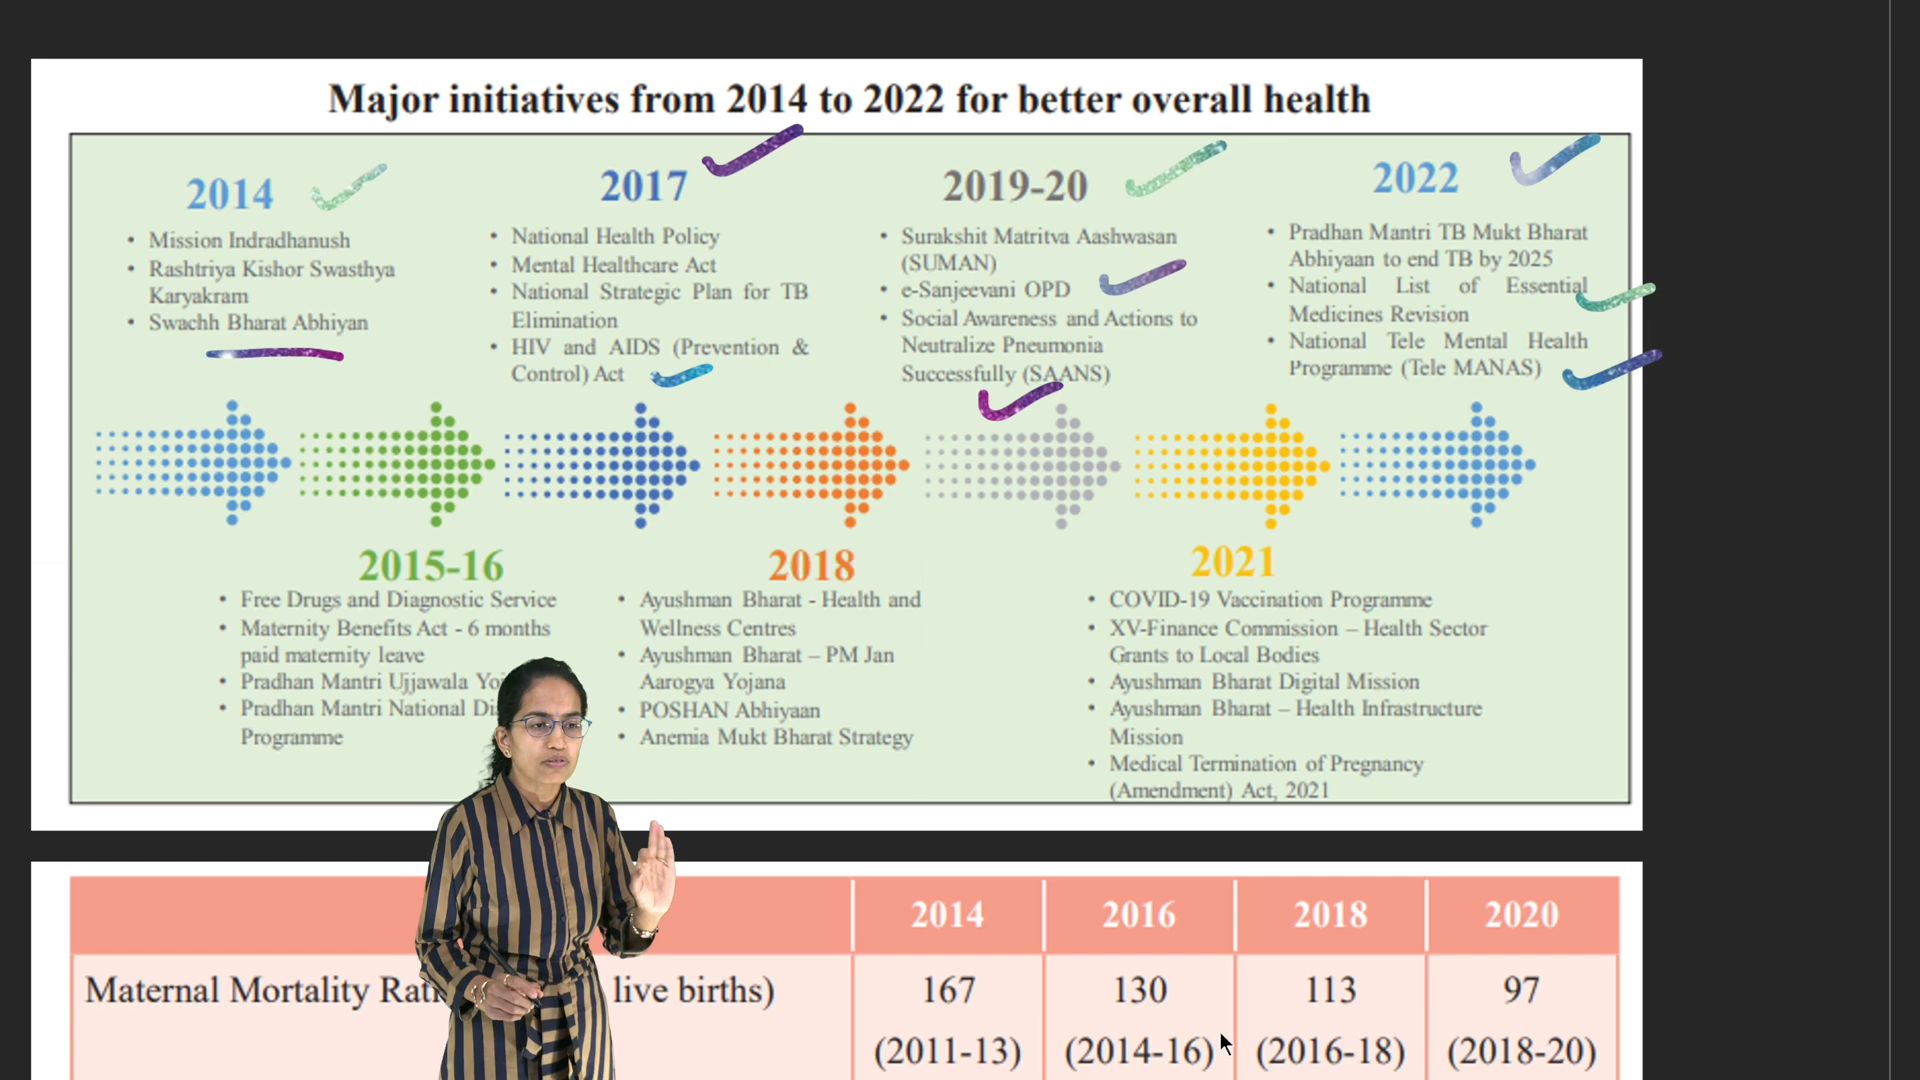 Major initiatives from 2014 to 2022 for better overall health
2014
• Mission Indradhanush
• Rashtriya Kishor Swasthya
Karyakram
• Swachh Bharat Abhiyan
2017
• National Health Policy
• Mental Healthcare Act
• National Strategic Plan for TB
Elimination
• HIV and AIDS (Prevention &
Control) Act
2019-20
• Surakshit Matritva Aashwasan
(SUMAN)
• e-Sanjeevani OPD
• Social Awareness and Actions to
Neutralize Pneumonia
Successfully (SAANS)
2022
• Pradhan Mantri TB Mukt Bharat
Abhiyaan to end TB by 2025
• National List of Essential
Medicines Revision
• National Tele Mental Health
Programme (Tele MANAS)
2015-16
• Free Drugs and Diagnostic Service
• Maternity Benefits Act - 6 months
paid maternity leave
• Pradhan Mantri Ujjawala
• Pradhan Mantri National
Programme
2018
• Ayushman Bharat - Health and
Wellness Centres
• Ayushman Bharat – PM Jan
Aarogya Yojana
• POSHAN Abhiyaan
• Anemia Mukt Bharat Strategy
2021
• COVID-19 Vaccination Programme
• XV-Finance Commission – Health Sector
Grants to Local Bodies
• Ayushman Bharat Digital Mission
• Ayushman Bharat – Health Infrastructure
Mission
• Medical Termination of Pregnancy
(Amendment) Act, 2021
2014 2016 2018 2020
Maternal Mortality live births) 167 130 113 97
(2011-13) (2014-16) (2016-18) (2018-20)